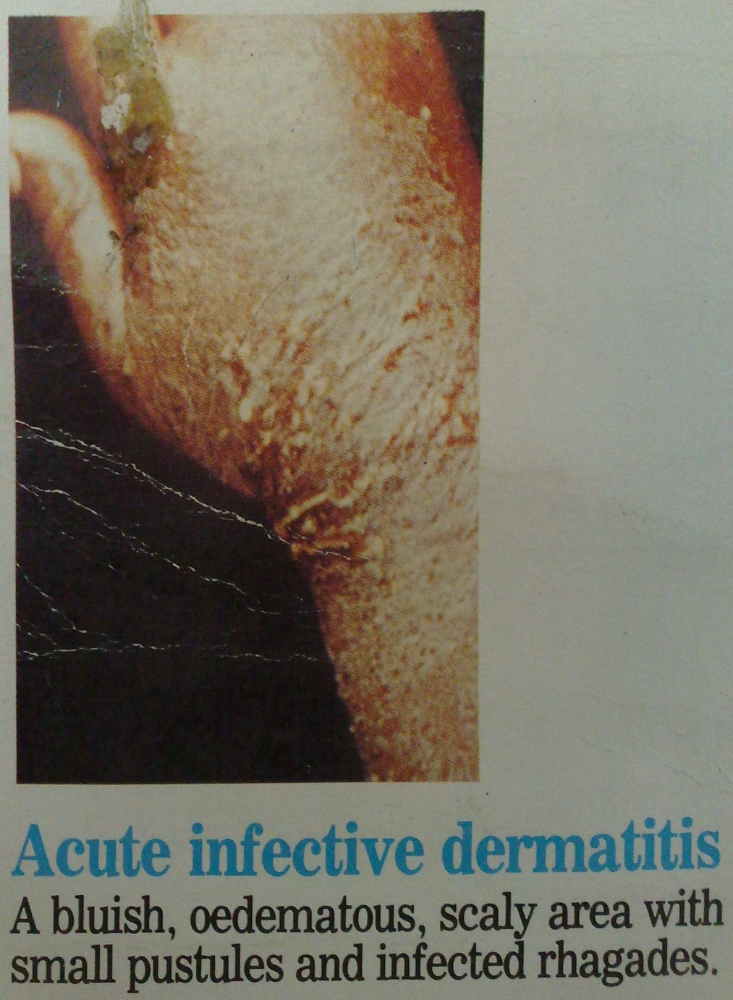 Acute infective dermatitis
A bluish, oedematous, scaly area with
small pustules and infected rhagades.